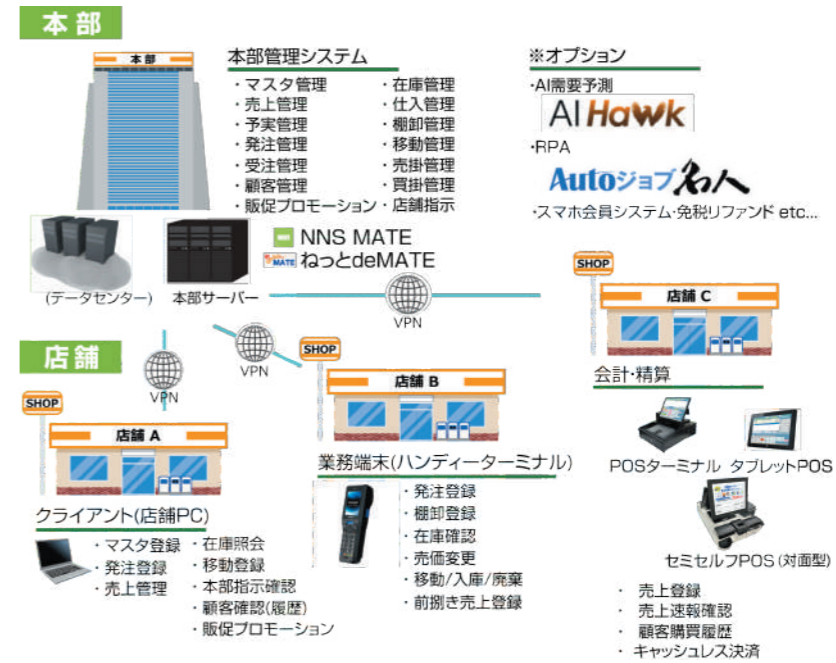 本部
本部
本部管理システム
・マスタ管理
・売上管理
・予実管理
・発注管理
・受注管理
・顧客管理
・販促プロモーション
・在庫管理
・仕入管理
・棚卸管理
・移動管理
・売掛管理
・買掛管理
・店舗指示
※オプション
・AI需要予測
AI Hawk
・RPA
Autoジョブ名人
・スマホ会員システム・免税リファンド etc...
(データセンター)
本部サーバー
NNS MATE
MATE ねっとdeMATE
VPN
VPN
VPN
店舗
SHOP
店舗 A
クライアント(店舗PC)
・マスタ登録
・発注登録
・売上管理
・在庫照会
・移動登録
・本部指示確認
・顧客確認(履歴)
・販促プロモーション
SHOP
店舗 B
業務端末(ハンディーターミナル)
・発注登録
・棚卸登録
・在庫確認
・売価変更
・移動/入庫/廃棄
・前捌き売上登録
SHOP
店舗 C
会計・精算
POSターミナル
タブレットPOS
セミセルフPOS (対面型)
・ 売上登録
・ 売上速報確認
・ 顧客購買履歴
・ キャッシュレス決済